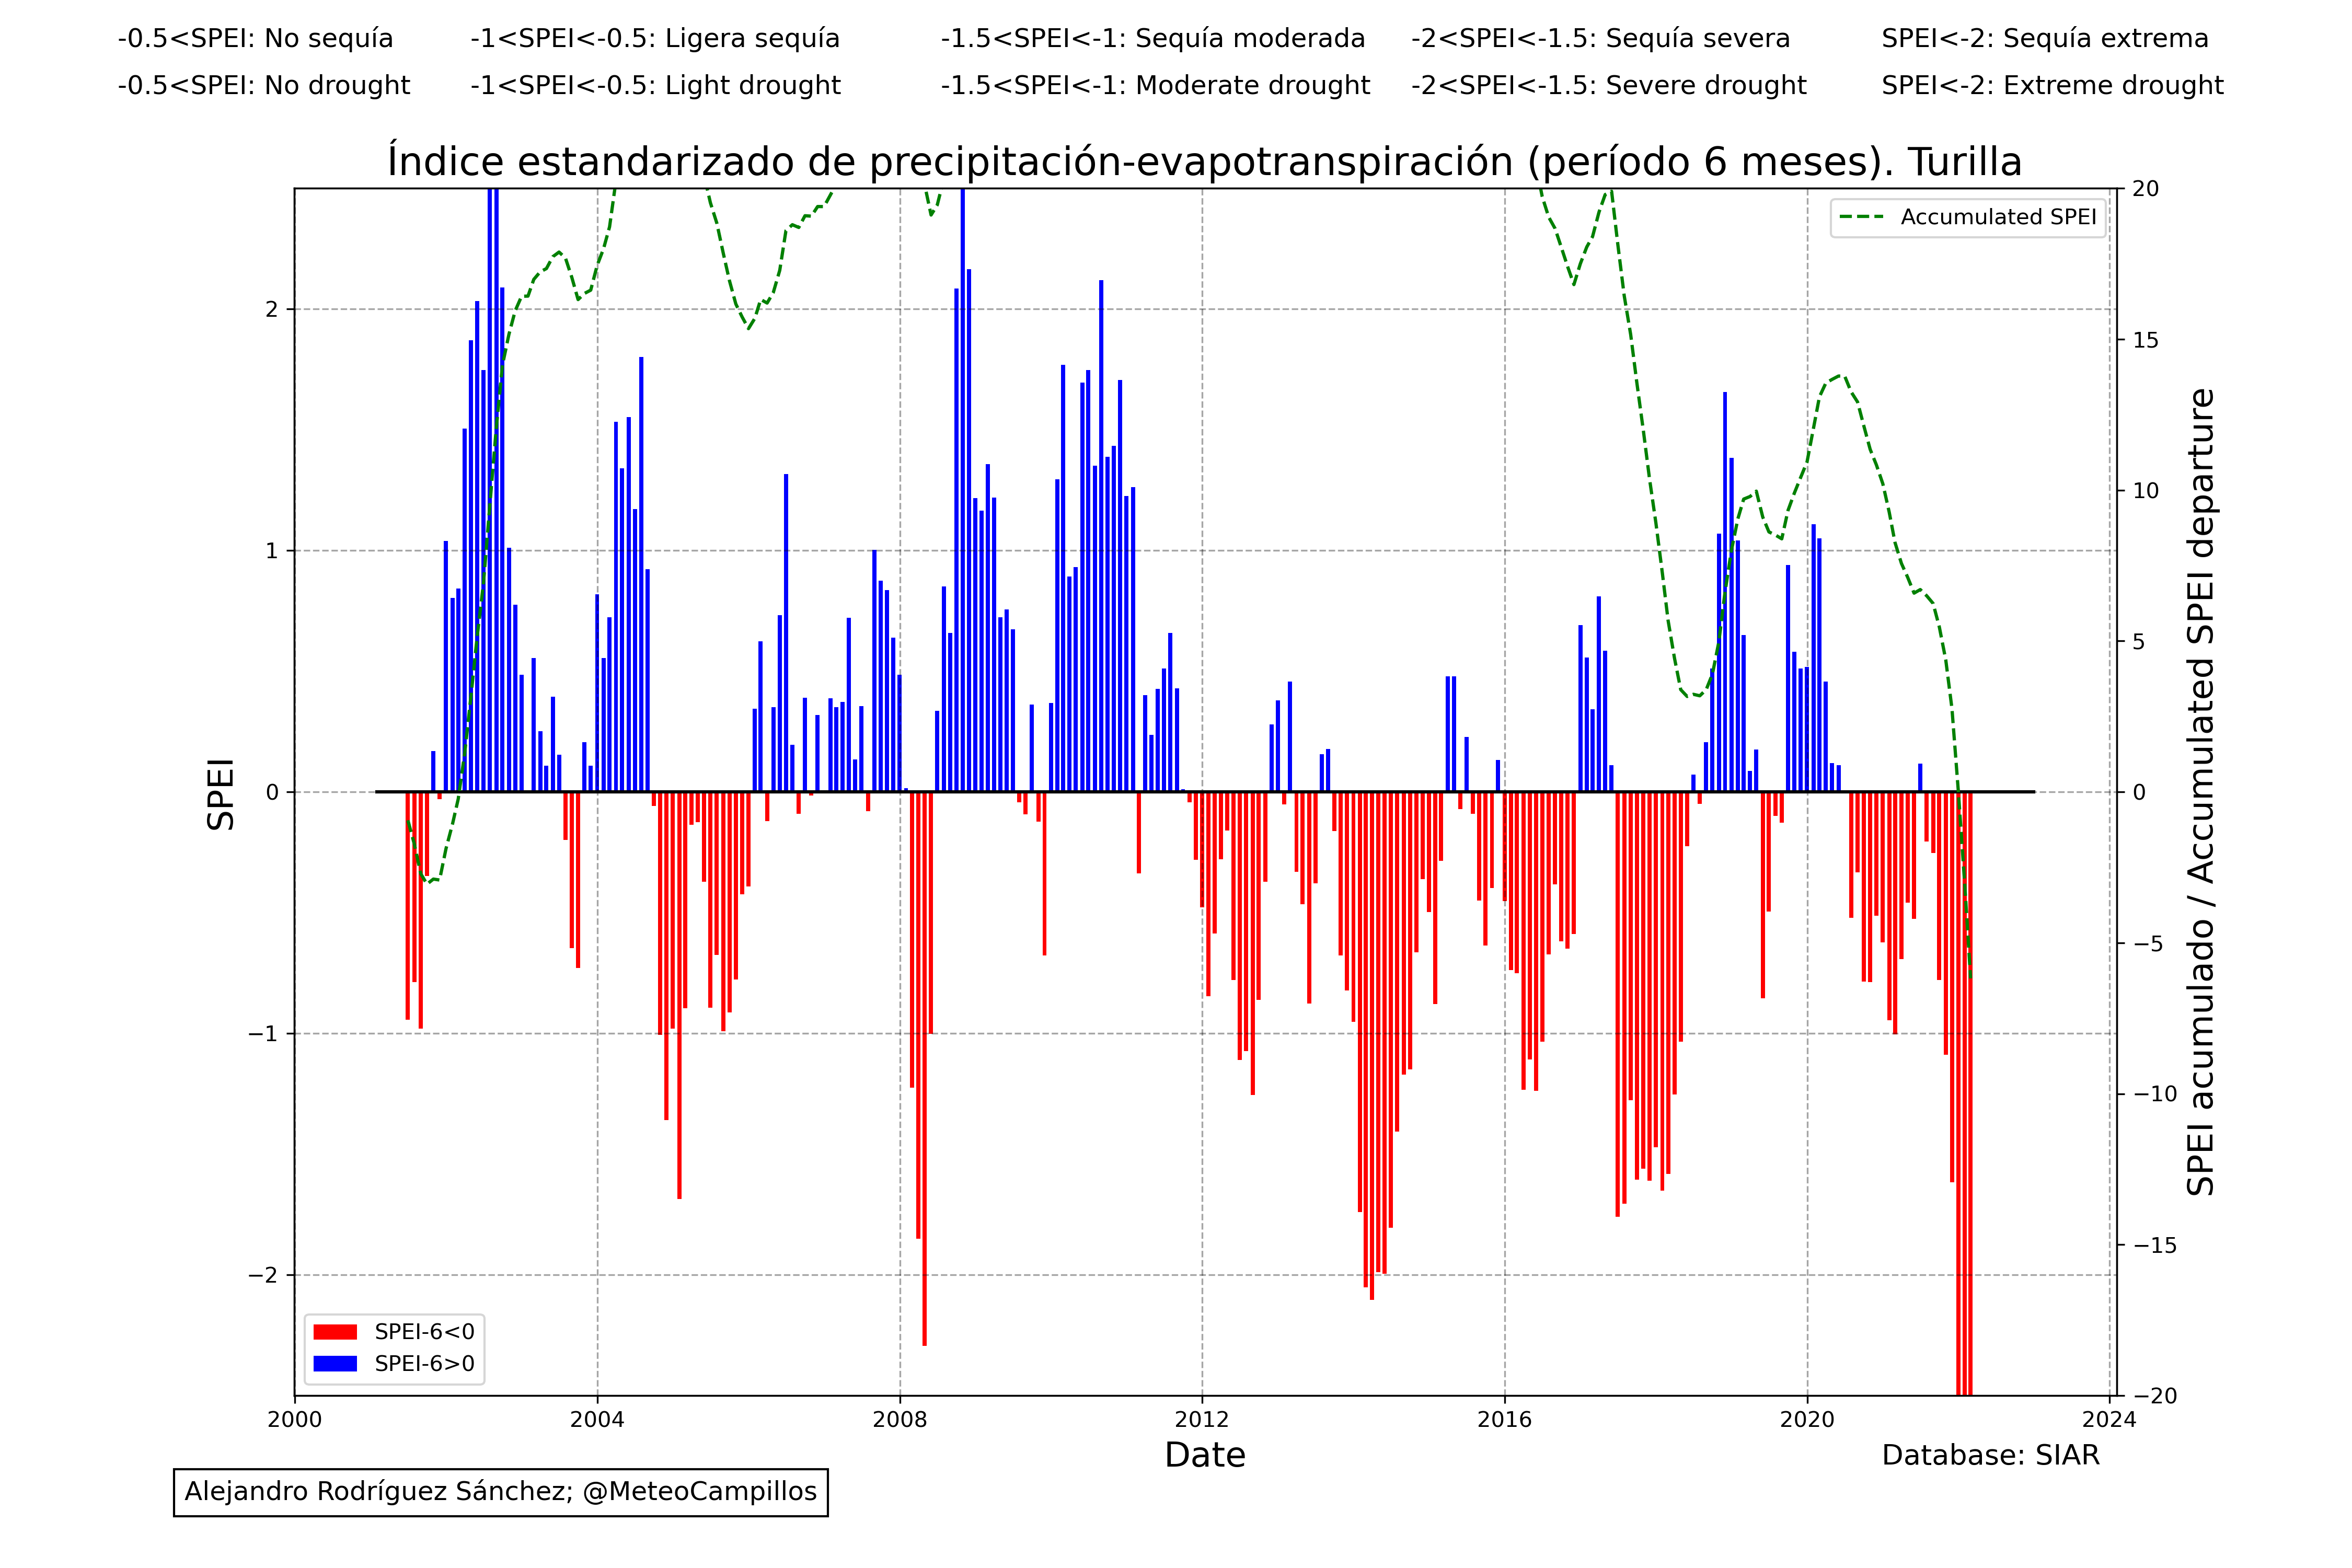 -0.5<SPEI: No sequía -1<SPEI<-0.5: Ligera sequía -1.5<SPEI<-1: Sequía moderada -2<SPEI<-1.5: Sequía severa SPEI<-2: Sequía extrema
-0.5<SPEI: No drought -1<SPEI<-0.5: Light drought -1.5<SPEI<-1: Moderate drought -2<SPEI<-1.5: Severe drought SPEI<-2: Extreme drought
Índice estandarizado de precipitación-evapotranspiración (período 6 meses). Turilla
Accumulated SPEI
SPEI
2
1
0
−1
−2
20
15
10
5
0
−5
−10
−15
−20
SPEI acumulado / Accumulated SPEI departure
SPEI-6<0
SPEI-6>0
2000 2004 2008 2012 2016 2020 2024
Date
Database: SIAR
Alejandro Rodríguez Sánchez; @MeteoCampillos